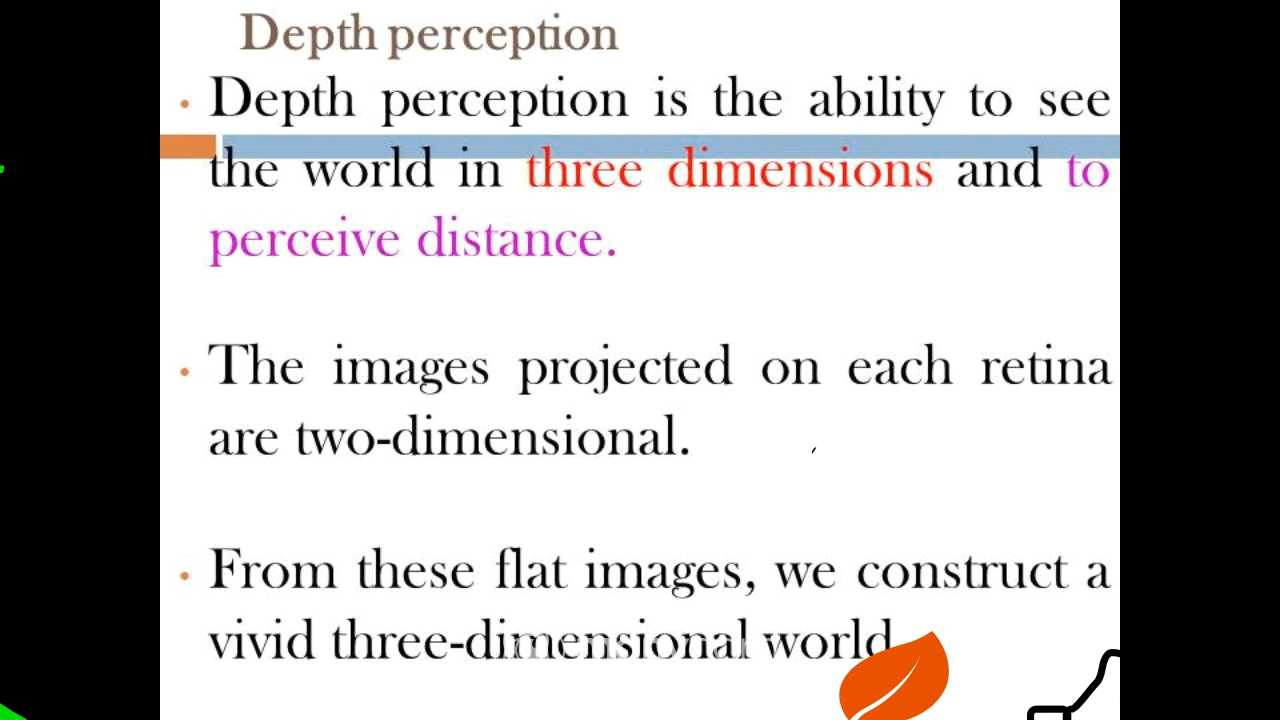 Depth perception
• Depth perception is the ability to see
the world in three dimensions and to
perceive distance.
• The images projected on each retina
are two-dimensional.
• From these flat images, we construct a
vivid three-dimensional world